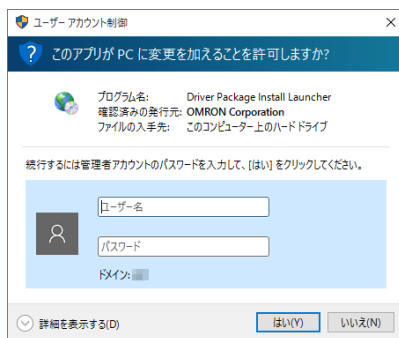 ユーザー アカウント制御
このアプリが PC に変更を加えることを許可しますか?
プログラム名: Driver Package Install Launcher
確認済みの発行元: OMRON Corporation
ファイルの入手先: このコンピューター上のハード ドライブ
続行するには管理者アカウントのパスワードを入力して、[はい] をクリックしてください。
ユーザー名
パスワード
ドメイン:
詳細を表示する(D)
はい(Y)
いいえ(N)